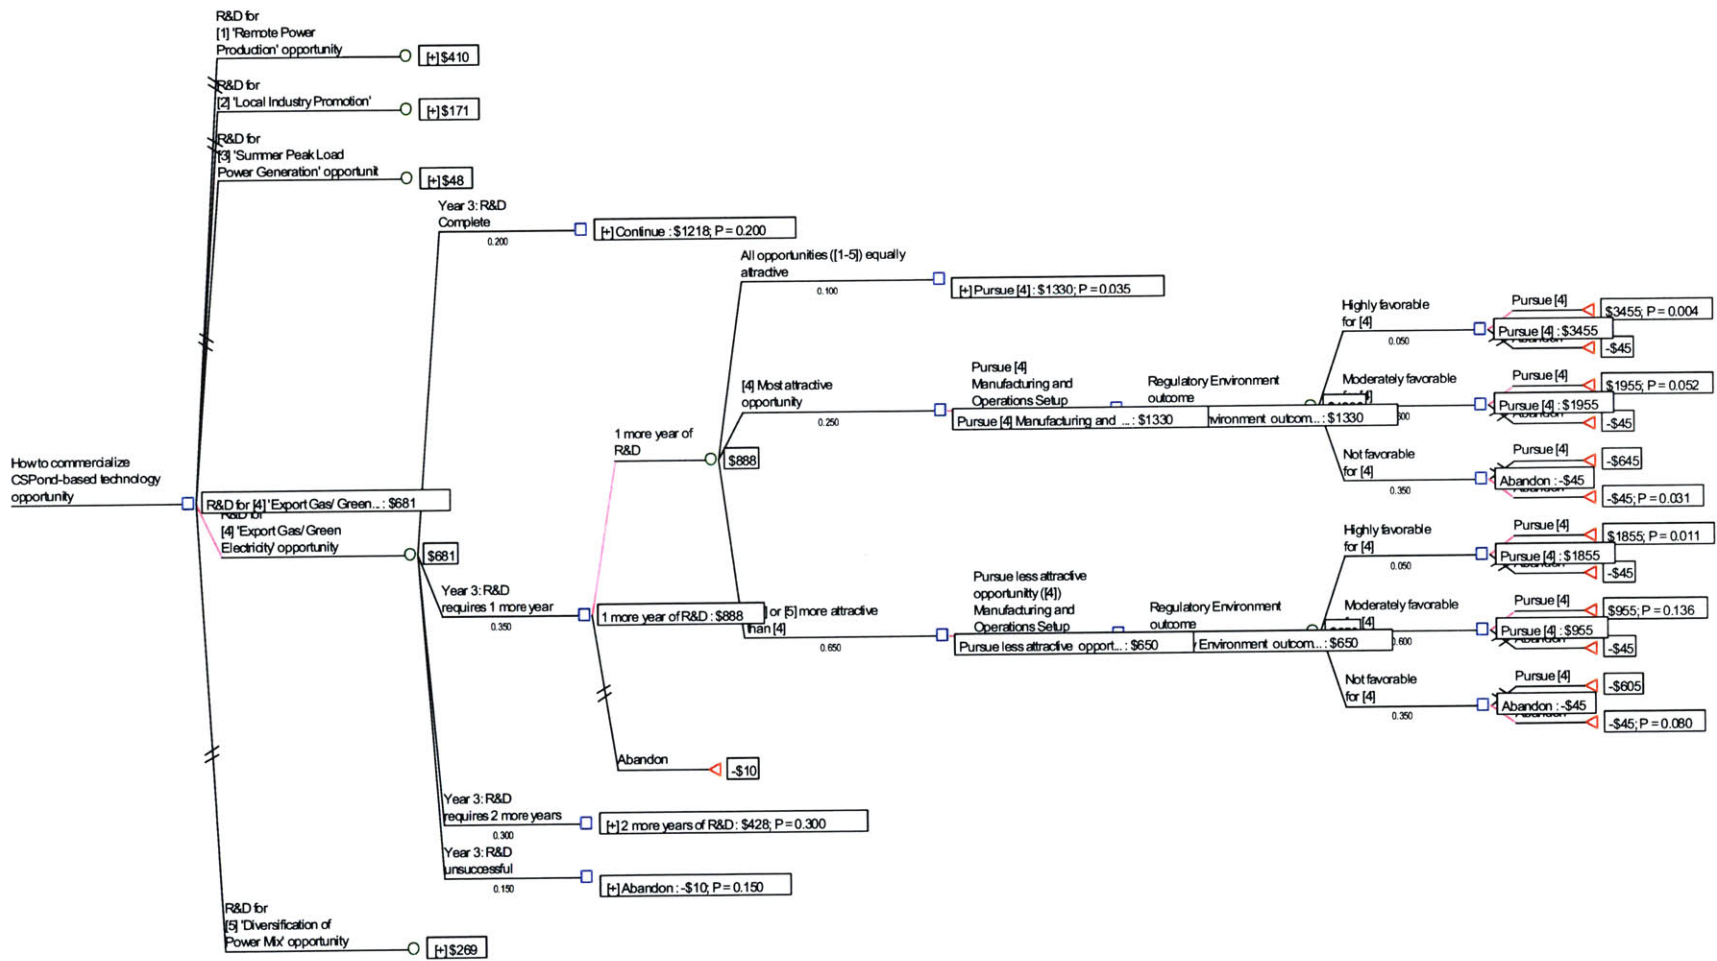 R&D for
[1] 'Remote Power
Production' opportunity
[+] $410
R&D for
[2] 'Local Industry Promotion'
[+] $171
R&D for
[3] 'Summer Peak Load
Power Generation' opportunit
[+] $48
Year 3: R&D
Complete
0.200
[+] Continue : $1218; P = 0.200
All opportunities ([1-5]) equally
attractive
0.100
[+] Pursue [4] : $1330; P = 0.035
Highly favorable
for [4]
0.050
Pursue [4]
$3455; P = 0.004
Pursue [4] : $3455
-$45
[4] Most attractive
opportunity
0.250
Pursue [4]
Manufacturing and
Operations Setup
Pursue [4] Manufacturing and ... : $1330
Regulatory Environment
outcome
vironment outcom... : $1330
Moderately favorable
Pursue [4]
$1955; P = 0.052
Pursue [4] : $1955
-$45
1 more year of
R&D
$888
Not favorable
for [4]
0.350
Pursue [4]
-$645
Abandon : -$45
-$45; P = 0.031
How to commercialize
CSPond-based technology
opportunity
R&D for [4] 'Export Gas/ Green... : $681
R&D for
[4] 'Export Gas/ Green
Electricity' opportunity
$681
Highly favorable
for [4]
0.050
Pursue [4]
$1855; P = 0.011
Pursue [4] : $1855
-$45
Year 3: R&D
requires 1 more year
0.350
1 more year of R&D : $888
] or [5] more attractive
than [4]
0.650
Pursue less attractive
opportunitty ([4])
Manufacturing and
Operations Setup
Pursue less attractive opport... : $650
Regulatory Environment
outcome
Environment outcom... : $650
Moderately favorable
[4]
0.600
Pursue [4]
$955; P = 0.136
Pursue [4] : $955
-$45
Not favorable
for [4]
0.350
Pursue [4]
-$605
Abandon : -$45
-$45; P = 0.080
Abandon
-$10
Year 3: R&D
requires 2 more years
0.300
[+] 2 more years of R&D : $428; P = 0.300
Year 3: R&D
unsuccessful
0.150
[+] Abandon : -$10; P = 0.150
R&D for
[5] 'Diversification of
Power Mix' opportunity
[+] $269